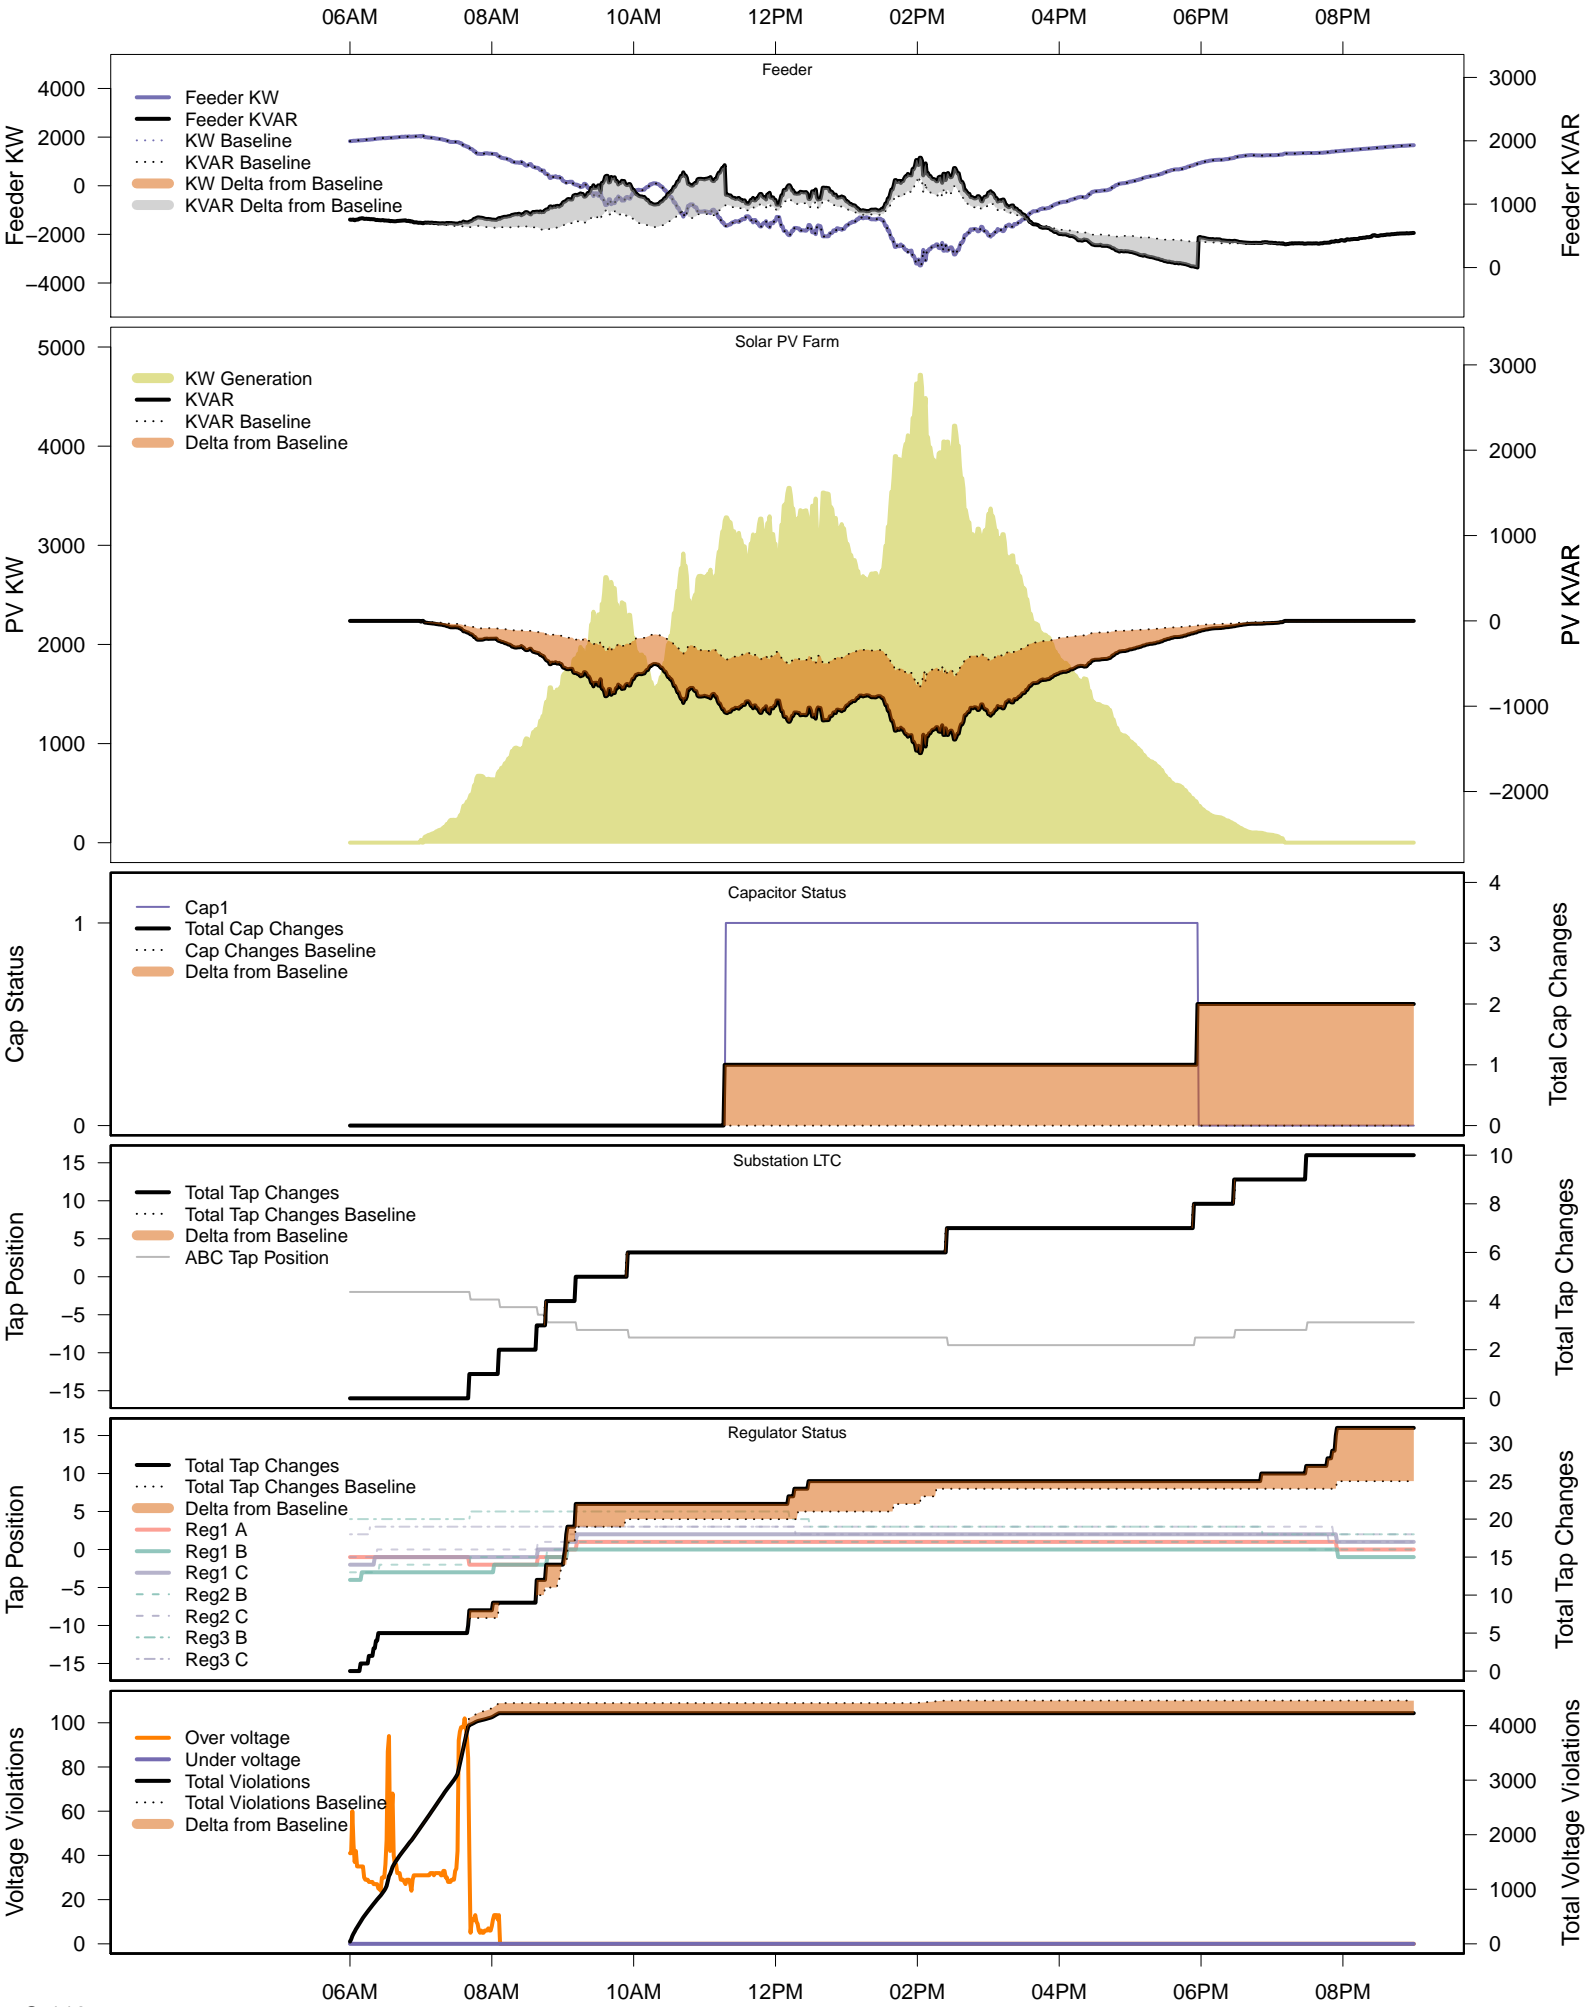 06AM 08AM 10AM 12PM 02PM 04PM 06PM 08PM
Feeder
Feeder KW
4000
2000
0
−2000
−4000
Feeder KW
Feeder KVAR
KW Baseline
KVAR Baseline
KW Delta from Baseline
KVAR Delta from Baseline
3000
2000
1000
0
Feeder KVAR
Solar PV Farm
PV KW
5000
4000
3000
2000
1000
0
KW Generation
KVAR
KVAR Baseline
Delta from Baseline
3000
2000
1000
0
−1000
−2000
PV KVAR
Capacitor Status
Cap Status
1
0
Cap1
Total Cap Changes
Cap Changes Baseline
Delta from Baseline
4
3
2
1
0
Total Cap Changes
Substation LTC
Tap Position
15
10
5
0
−5
−10
−15
Total Tap Changes
Total Tap Changes Baseline
Delta from Baseline
ABC Tap Position
10
8
6
4
2
0
Total Tap Changes
Regulator Status
Tap Position
15
10
5
0
−5
−10
−15
Total Tap Changes
Total Tap Changes Baseline
Delta from Baseline
Reg1 A
Reg1 B
Reg1 C
Reg2 B
Reg2 C
Reg3 B
Reg3 C
30
25
20
15
10
5
0
Total Tap Changes
Voltage Violations
100
80
60
40
20
0
Over voltage
Under voltage
Total Violations
Total Violations Baseline
Delta from Baseline
4000
3000
2000
1000
0
Total Voltage Violations
06AM 08AM 10AM 12PM 02PM 04PM 06PM 08PM